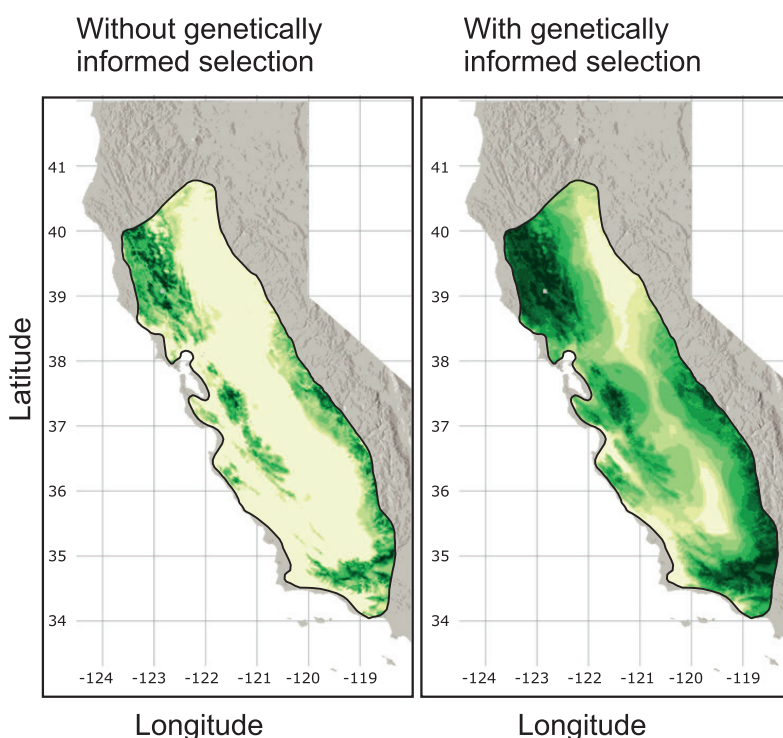 Without genetically
informed selection
With genetically
informed selection
Latitude
41
40
39
38
37
36
35
34
-124 -123 -122 -121 -120 -119
Longitude
41
40
39
38
37
36
35
34
-124 -123 -122 -121 -120 -119
Longitude